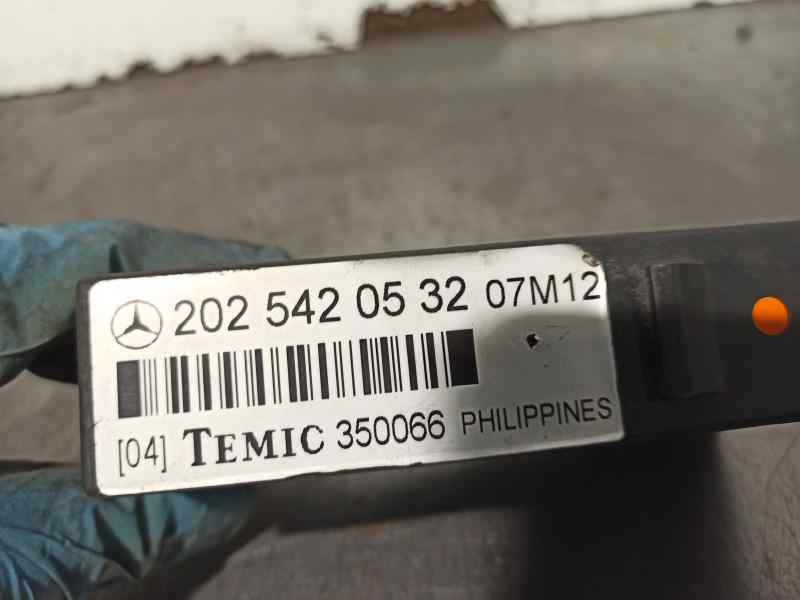 202 542 05 32 07M12
[04] TEMIC 350066 PHILIPPINES